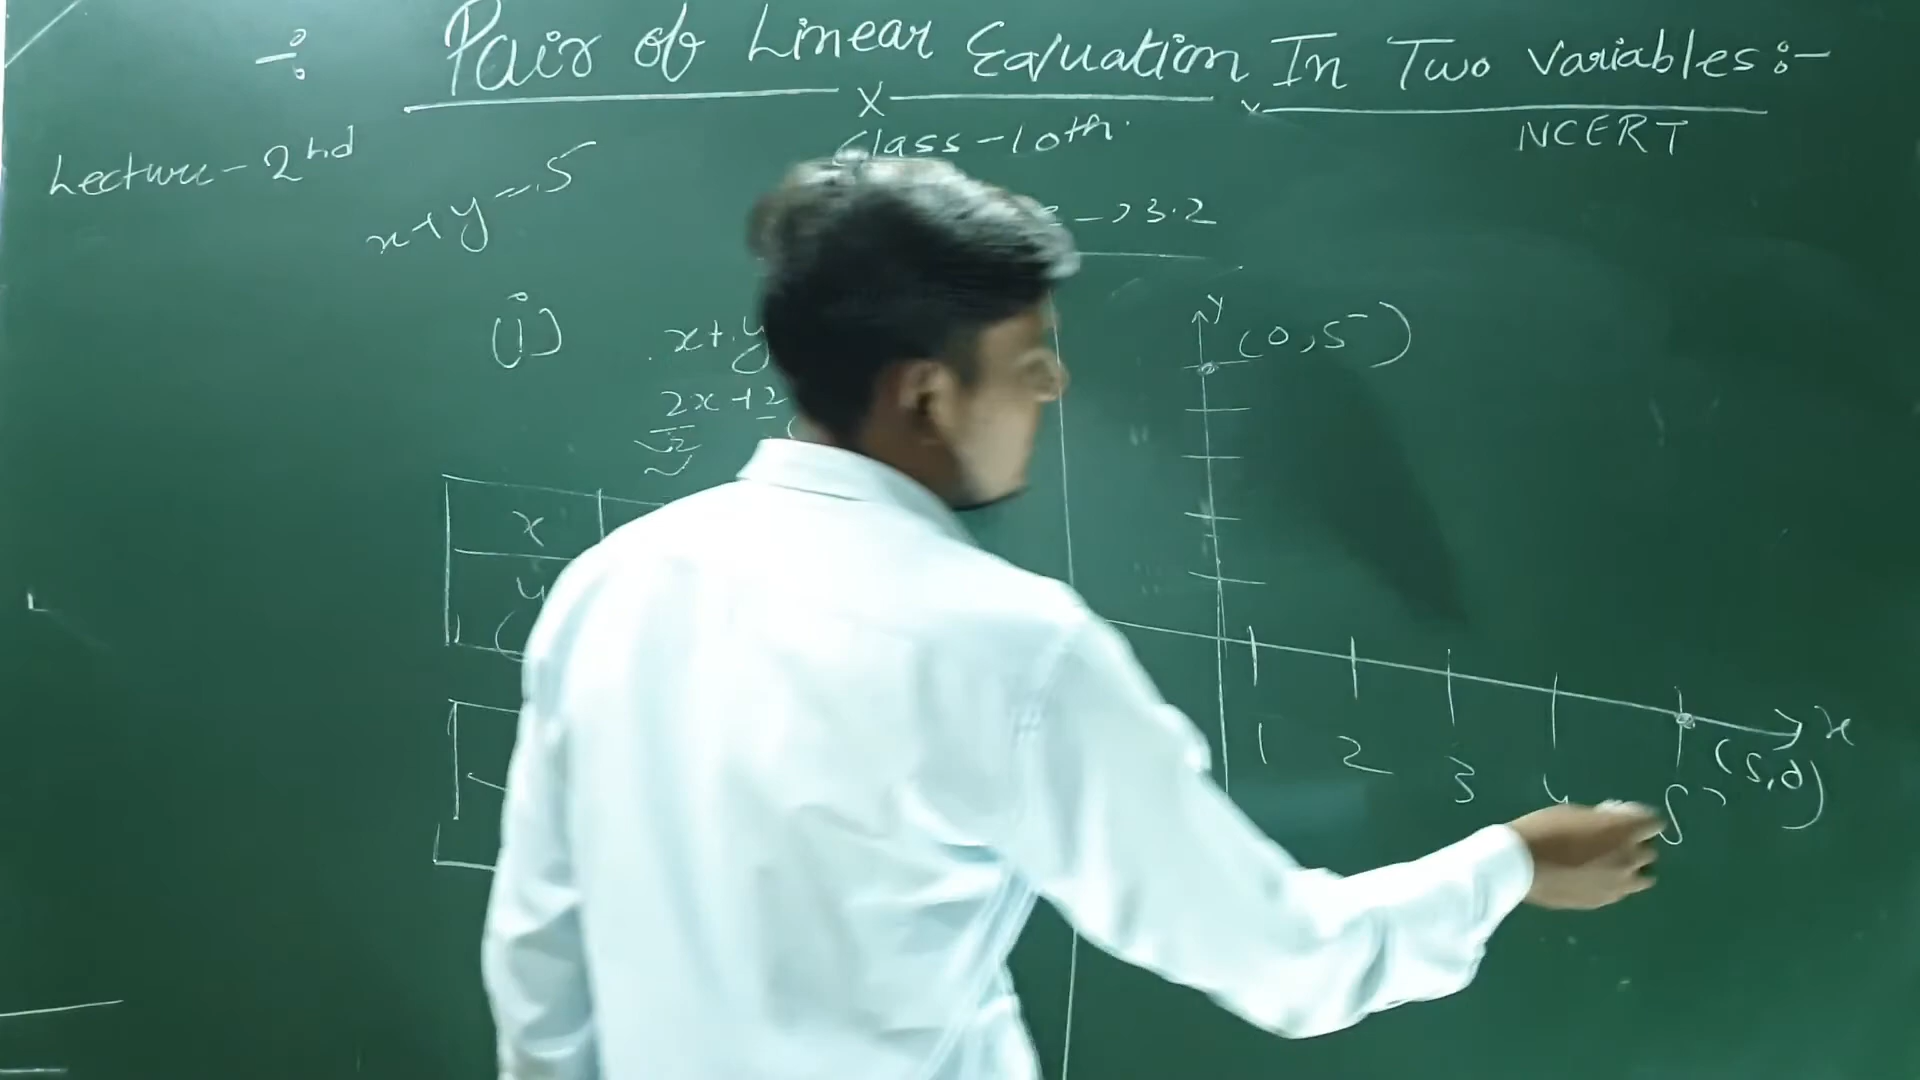 ÷ Pair of Linear Equation In Two Variables :-
Class-10th.
NCERT
Lecture - 2nd
x+y=5
→ 3.2
(i) x+y
2x+2
2
x
y
y
(0,5)
x
1 2 3 4 5
(5,0)